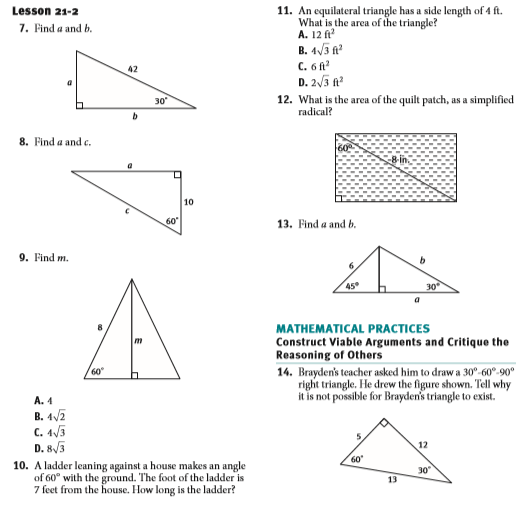 Lesson 21-2
7. Find a and b.
42
a
30°
b
8. Find a and c.
a
10
c
60°
9. Find m.
8
m
60°
A. 4
B. 4√2
C. 4√3
D. 8√3
10. A ladder leaning against a house makes an angle
of 60° with the ground. The foot of the ladder is
7 feet from the house. How long is the ladder?
11. An equilateral triangle has a side length of 4 ft.
What is the area of the triangle?
A. 12 ft²
B. 4√3 ft²
C. 6 ft²
D. 2√3 ft²
12. What is the area of the quilt patch, as a simplified
radical?
60°
8 in.
13. Find a and b.
6
b
45°
30°
a
MATHEMATICAL PRACTICES
Construct Viable Arguments and Critique the
Reasoning of Others
14. Brayden's teacher asked him to draw a 30°-60°-90°
right triangle. He drew the figure shown. Tell why
it is not possible for Brayden's triangle to exist.
5
12
60°
30°
13